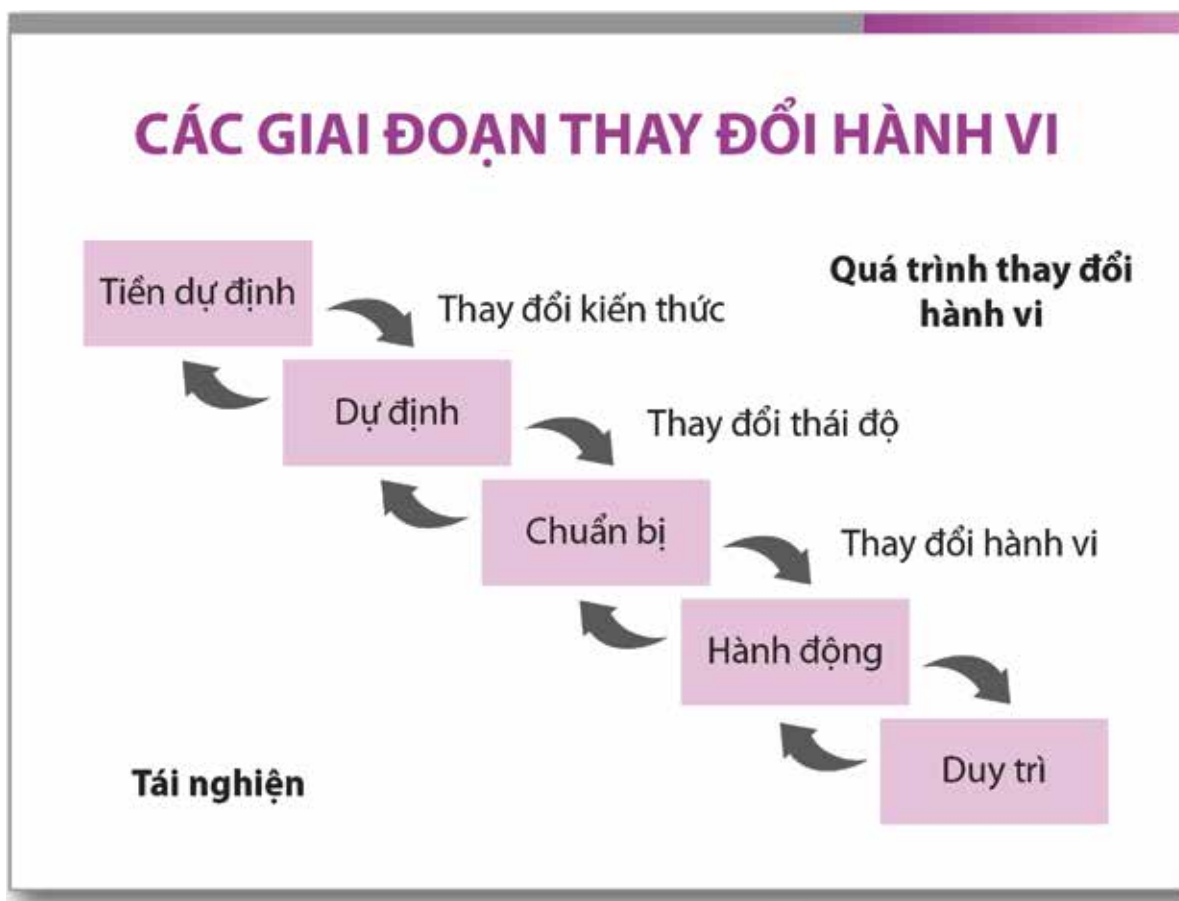 CÁC GIAI ĐOẠN THAY ĐỔI HÀNH VI
Tiền dự định
Quá trình thay đổi
hành vi
Thay đổi kiến thức
Dự định
Thay đổi thái độ
Chuẩn bị
Thay đổi hành vi
Hành động
Duy trì
Tái nghiện